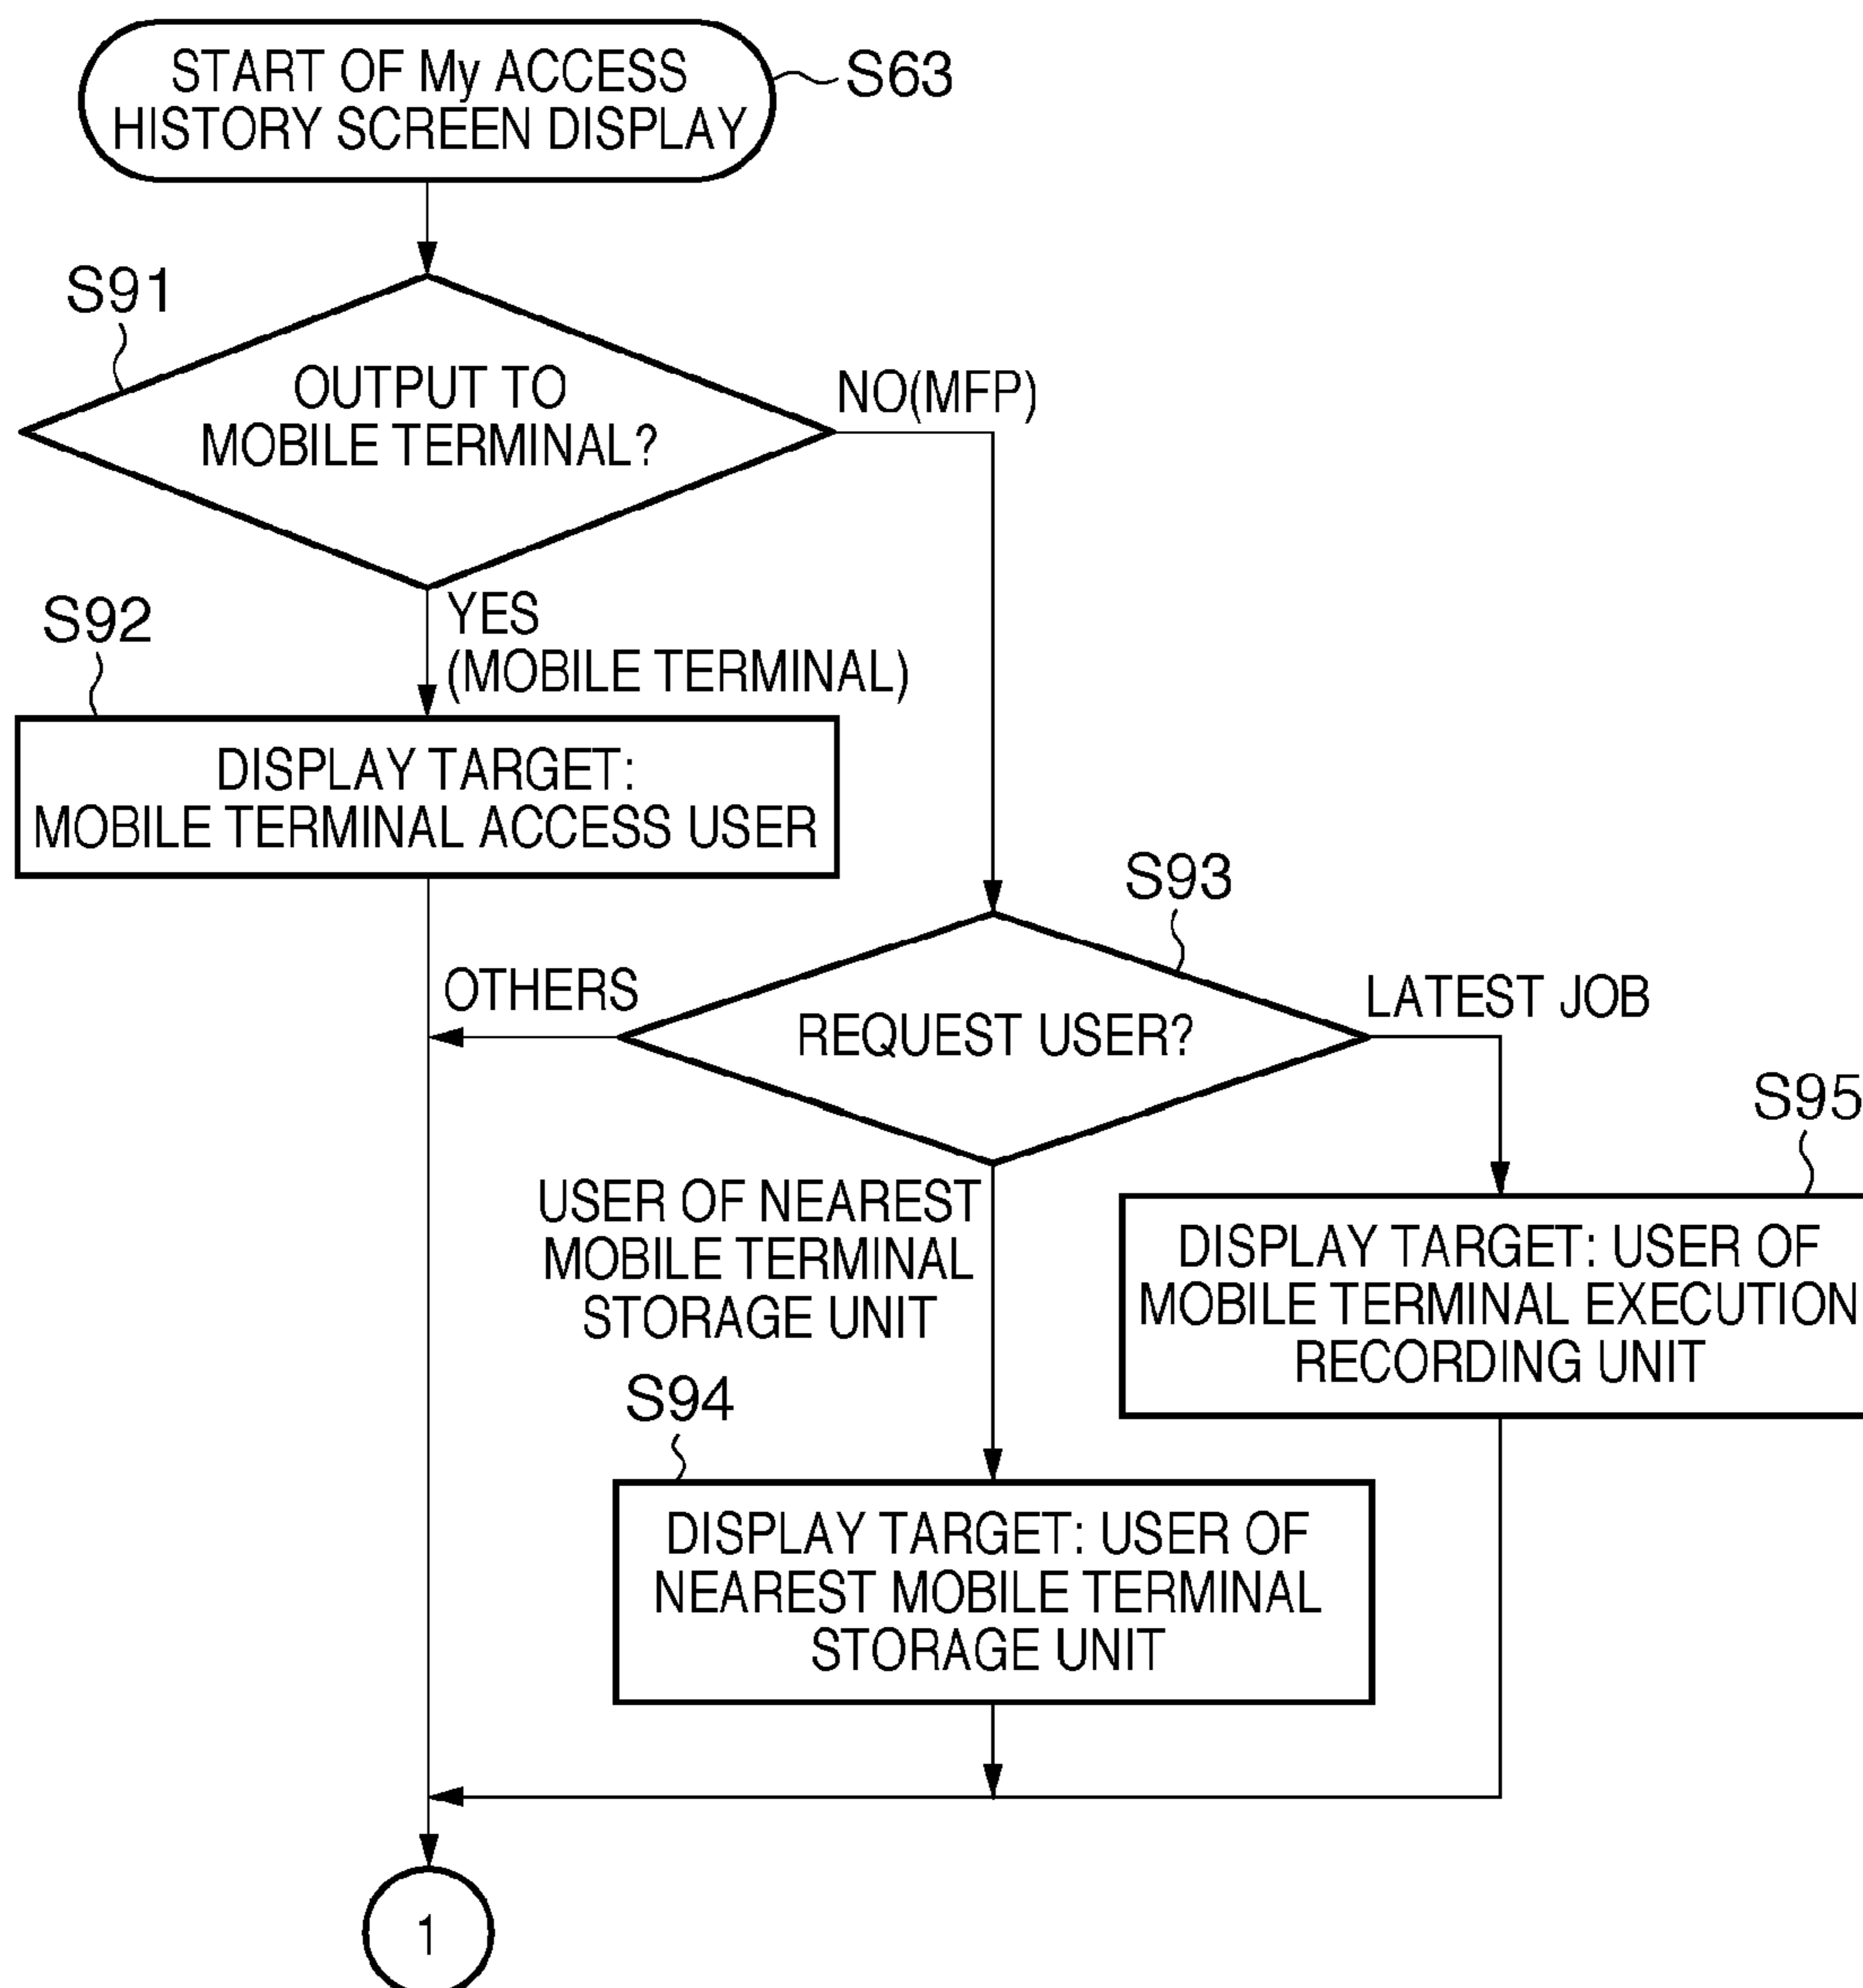 START OF My ACCESS
HISTORY SCREEN DISPLAY
S63
S91
OUTPUT TO
MOBILE TERMINAL?
NO(MFP)
YES
(MOBILE TERMINAL)
S92
DISPLAY TARGET:
MOBILE TERMINAL ACCESS USER
S93
REQUEST USER?
OTHERS
LATEST JOB
S95
USER OF NEAREST
MOBILE TERMINAL
STORAGE UNIT
DISPLAY TARGET: USER OF
MOBILE TERMINAL EXECUTION
RECORDING UNIT
S94
DISPLAY TARGET: USER OF
NEAREST MOBILE TERMINAL
STORAGE UNIT
1